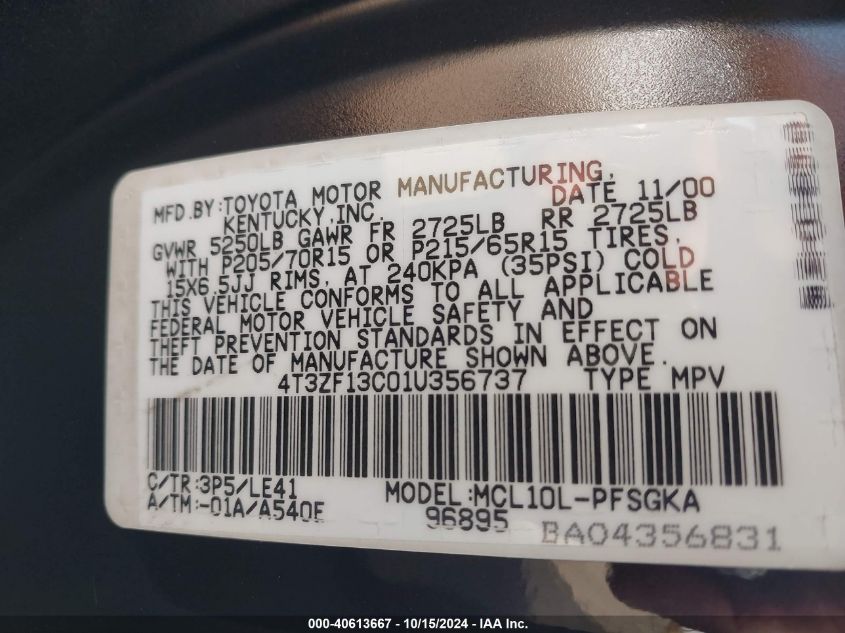 MFD.BY:TOYOTA MOTOR MANUFACTURING, DATE 11/00
KENTUCKY,INC.
GVWR 5250LB GAWR FR 2725LB RR 2725LB
WITH P205/70R15 OR P215/65R15 TIRES,
15X6.5JJ RIMS, AT 240KPA (35PSI) COLD
THIS VEHICLE CONFORMS TO ALL APPLICABLE
FEDERAL MOTOR VEHICLE SAFETY AND
THEFT PREVENTION STANDARDS IN EFFECT ON
THE DATE OF MANUFACTURE SHOWN ABOVE.
4T3ZF13C01U356737 TYPE MPV
C/TR:3P5/LE41 MODEL:MCL10L-PFSGKA
A/TM:-01A/A540E 96895 BA04356831
000-40613667 - 10/15/2024 - IAA Inc.